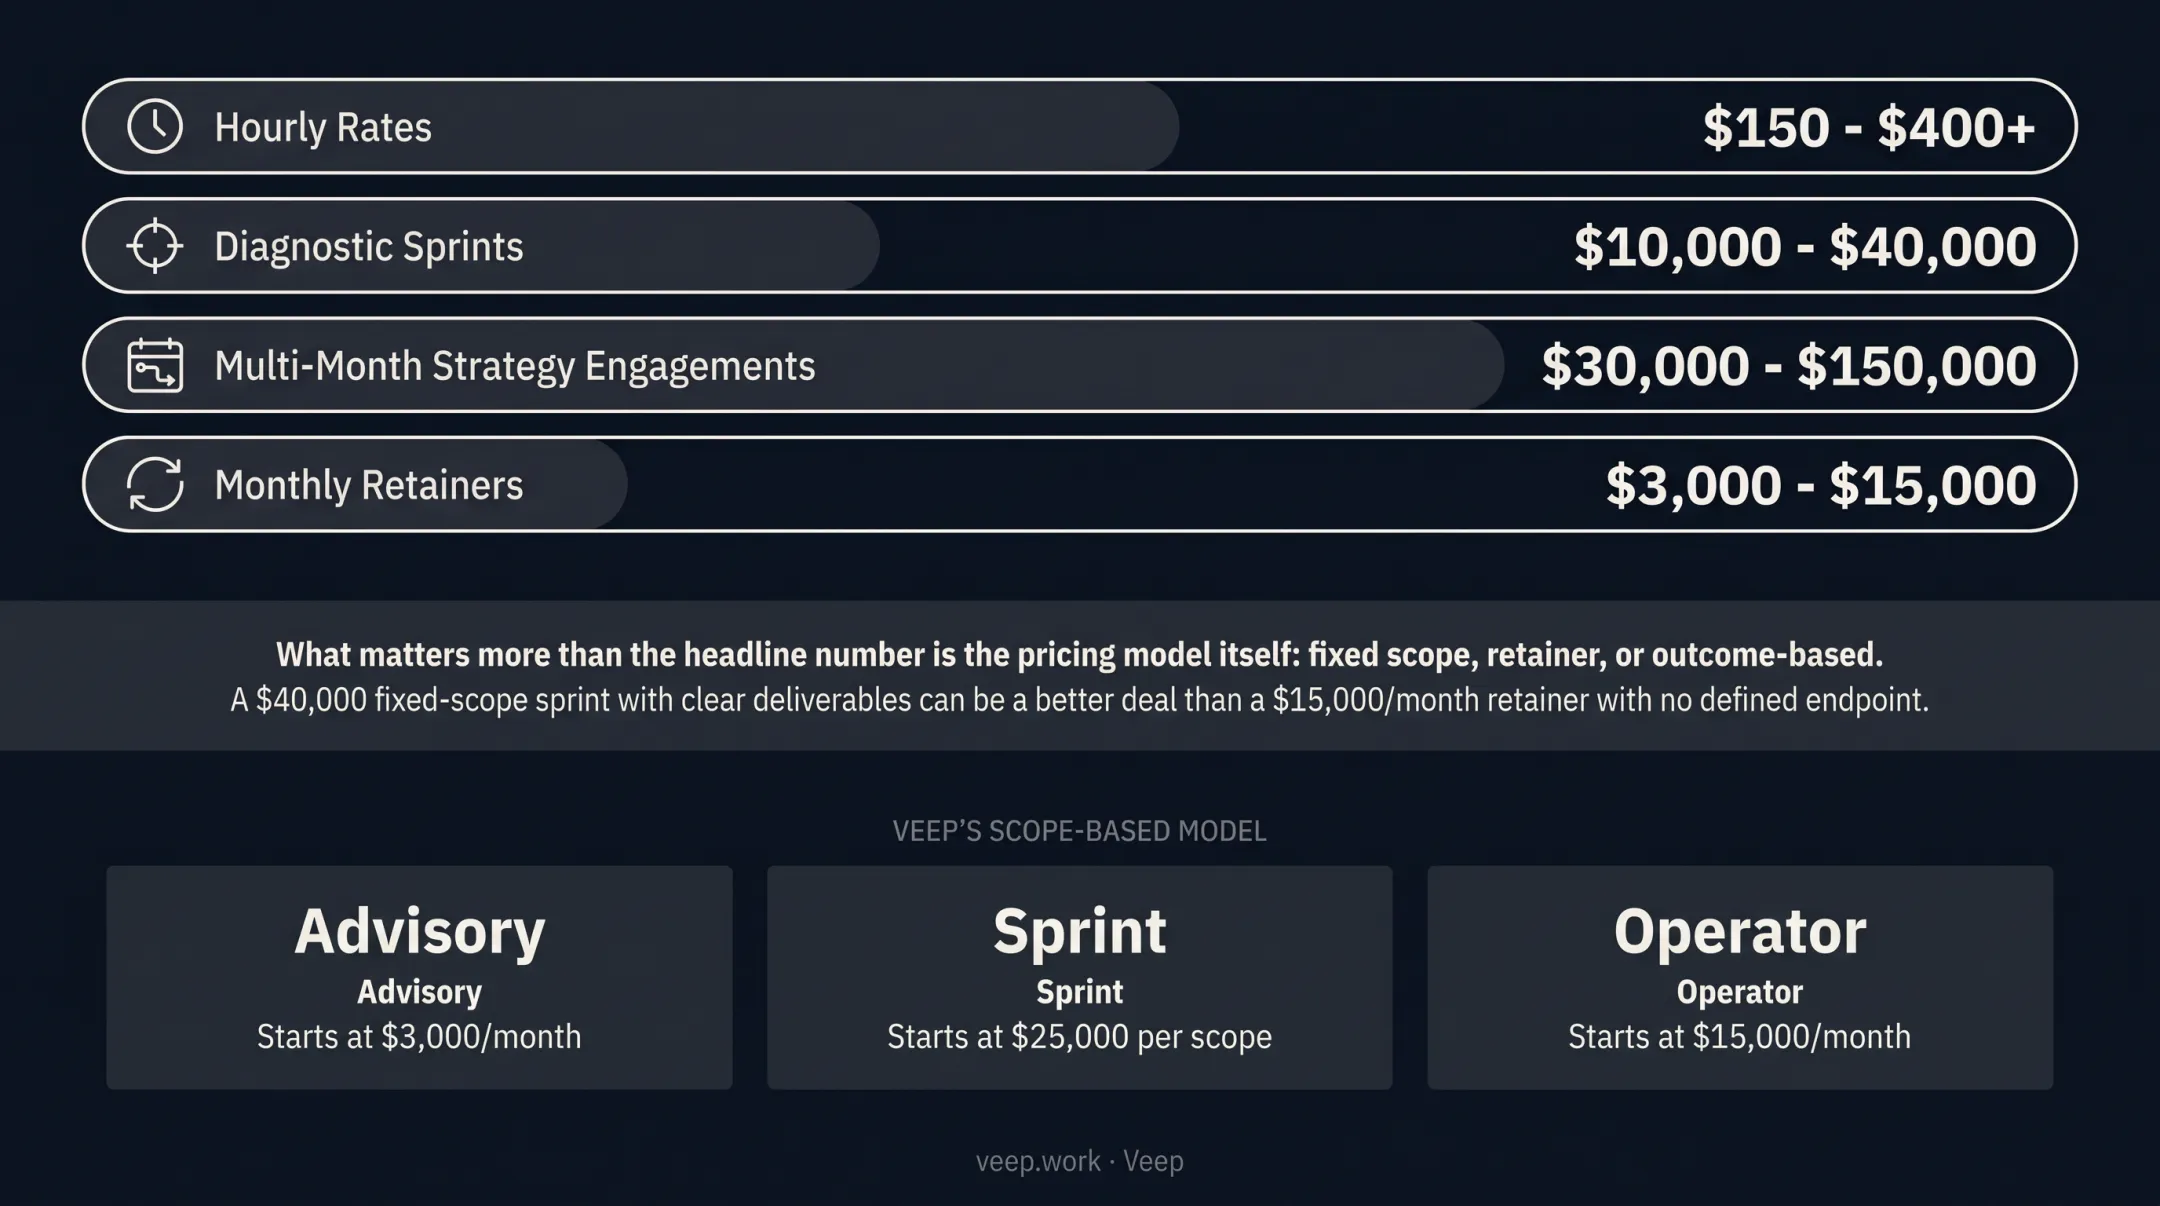 Hourly Rates $150 - $400+
Diagnostic Sprints $10,000 - $40,000
Multi-Month Strategy Engagements $30,000 - $150,000
Monthly Retainers $3,000 - $15,000
What matters more than the headline number is the pricing model itself: fixed scope, retainer, or outcome-based.
A $40,000 fixed-scope sprint with clear deliverables can be a better deal than a $15,000/month retainer with no defined endpoint.
VEEP’S SCOPE-BASED MODEL
Advisory
Advisory
Starts at $3,000/month
Sprint
Sprint
Starts at $25,000 per scope
Operator
Operator
Starts at $15,000/month
veep.work · Veep